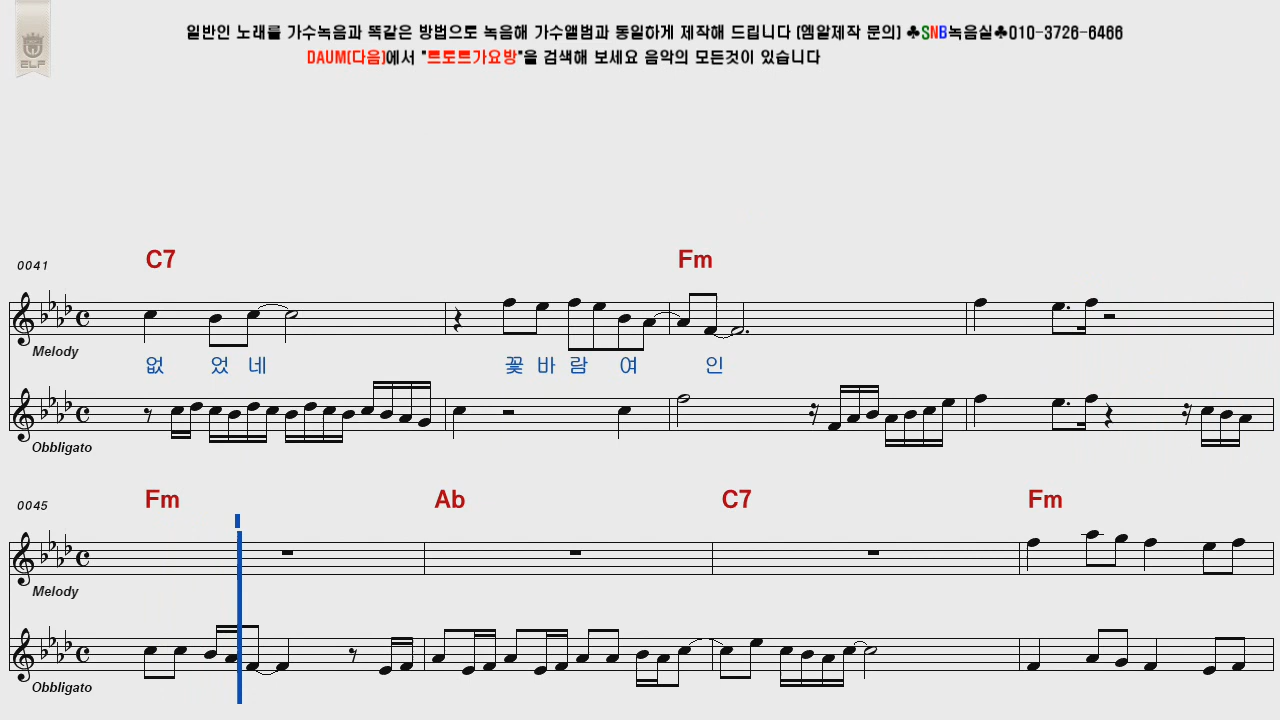 일반인 노래를 가수녹음과 똑같은 방법으로 녹음해 가수앨범과 동일하게 제작해 드립니다 (엠알제작 문의) ♣SNB녹음실♣010-3726-6466
DAUM(다음)에서 "트로트가요방"을 검색해 보세요 음악의 모든것이 있습니다
ELF
C7 Fm
0041
Melody
없 었 네 꽃 바 람 여 인
Obbligato
Fm Ab C7 Fm
0045
Melody
Obbligato